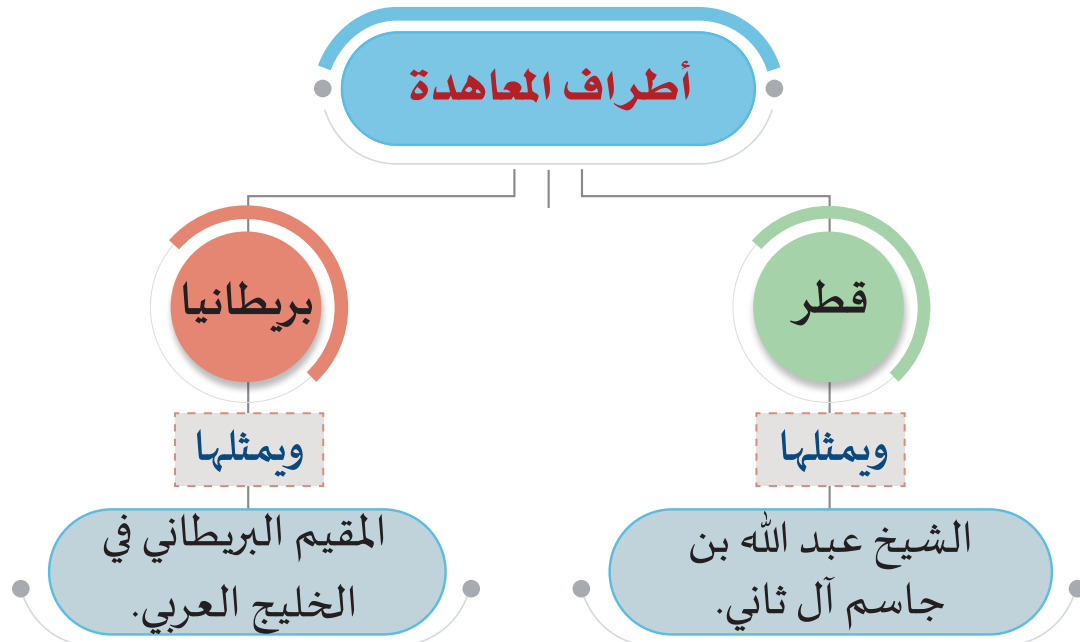 أطراف المعاهدة
قطر
ويمثلها
الشيخ عبد الله بن
جاسم آل ثاني.
بريطانيا
ويمثلها
المقيم البريطاني في
الخليج العربي.